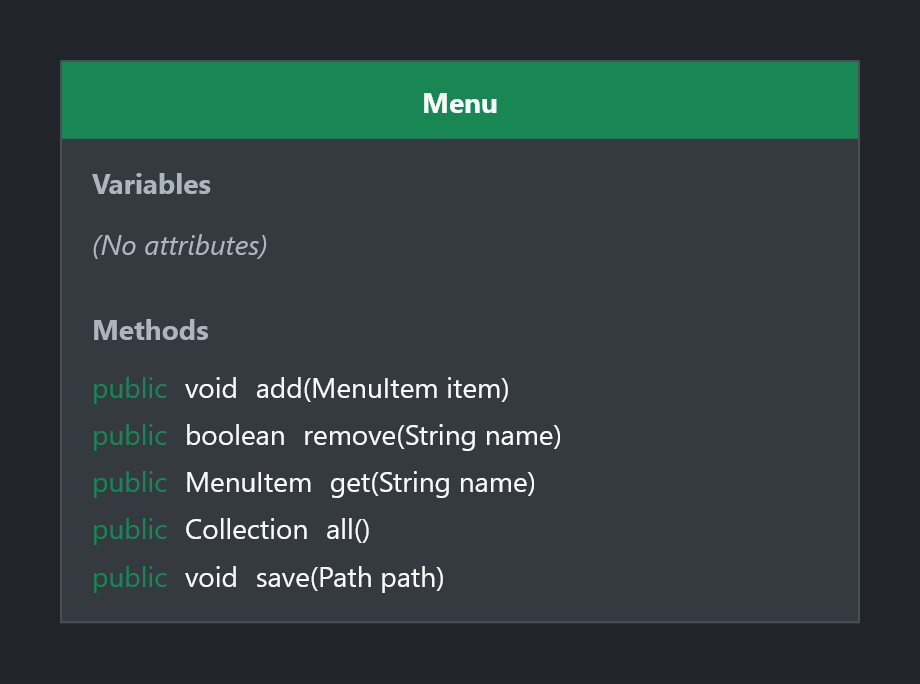 Menu
Variables
(No attributes)
Methods
public void add(MenuItem item)
public boolean remove(String name)
public MenuItem get(String name)
public Collection all()
public void save(Path path)